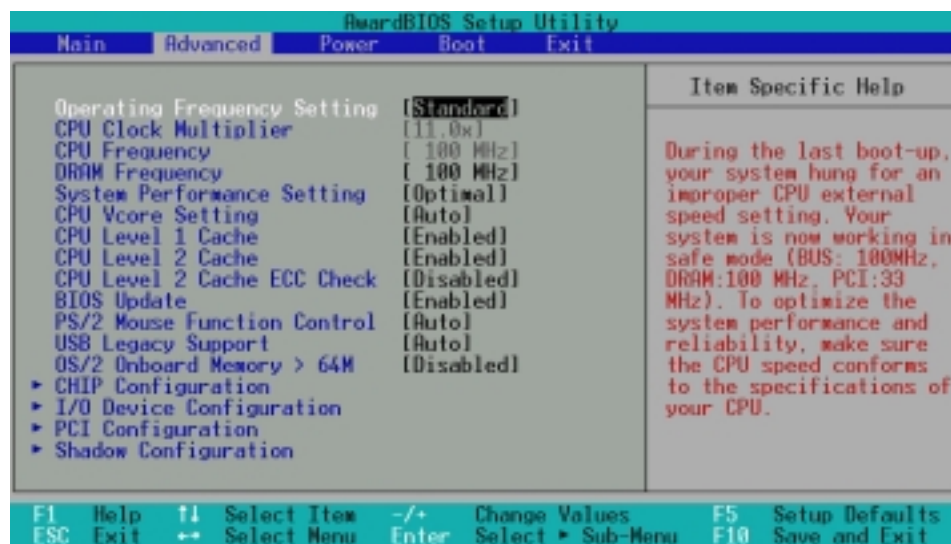 AwardBIOS Setup Utility
Main Advanced Power Boot Exit
Operating Frequency Setting [Standard]
CPU Clock Multiplier [11.0x]
CPU Frequency [ 100 MHz]
DRAM Frequency [ 100 MHz]
System Performance Setting [Optimal]
CPU Vcore Setting [Auto]
CPU Level 1 Cache [Enabled]
CPU Level 2 Cache [Enabled]
CPU Level 2 Cache ECC Check [Disabled]
BIOS Update [Enabled]
PS/2 Mouse Function Control [Auto]
USB Legacy Support [Auto]
OS/2 Onboard Memory > 64M [Disabled]
▸ CHIP Configuration
▸ I/O Device Configuration
▸ PCI Configuration
▸ Shadow Configuration
Item Specific Help
During the last boot-up,
your system hung for an
improper CPU external
speed setting. Your
system is now working in
safe mode (BUS: 100MHz,
DRAM:100 MHz, PCI:33
MHz). To optimize the
system performance and
reliability, make sure
the CPU speed conforms
to the specifications of
your CPU.
F1 Help ↑↓ Select Item -/+ Change Values F5 Setup Defaults
ESC Exit ↔ Select Menu Enter Select ▸ Sub-Menu F10 Save and Exit